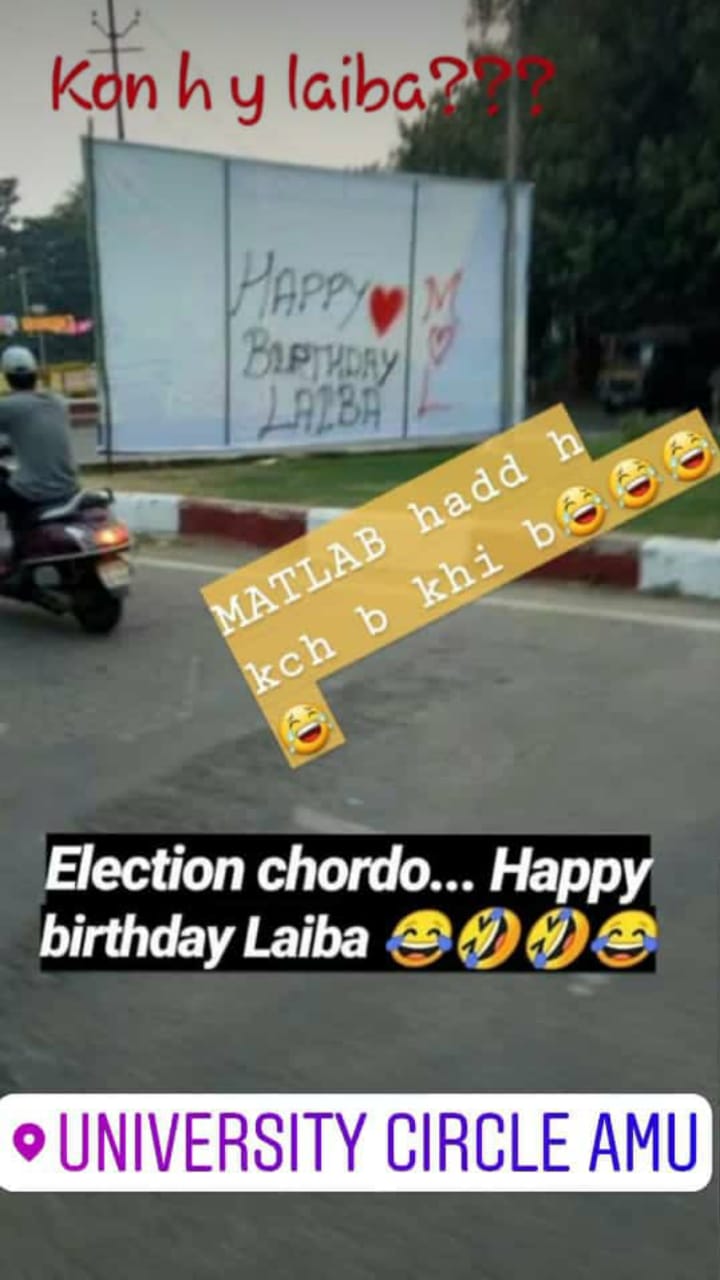 Kon h y laiba???
HAPPY ❤ M
BIRTHDAY ♡
LAIBA L
MATLAB hadd h
kch b khi b😂😂😂
😂
Election chordo... Happy
birthday Laiba 😂🤣🤣😂
UNIVERSITY CIRCLE AMU